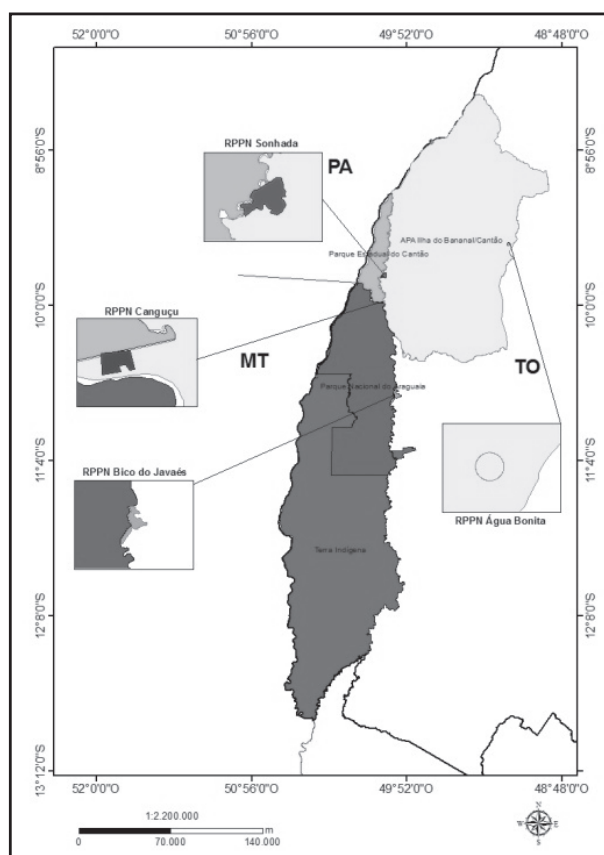 52°0'0"O 50°56'0"O 49°52'0"O 48°48'0"O
8°56'0"S 8°56'0"S
RPPN Sonhada
PA
APA Ilha do Bananal/Cantão
Parque Estadual do Cantão
10°0'0"S 10°0'0"S
RPPN Canguçu
MT
TO
Parque Nacional do Araguaia
11°4'0"S 11°4'0"S
RPPN Bico do Javaés
RPPN Água Bonita
Terra Indígena
12°8'0"S 12°8'0"S
13°12'0"S 13°12'0"S
52°0'0"O 50°56'0"O 49°52'0"O 48°48'0"O
1:2.200.000
m
0 70.000 140.000
N
W E
S